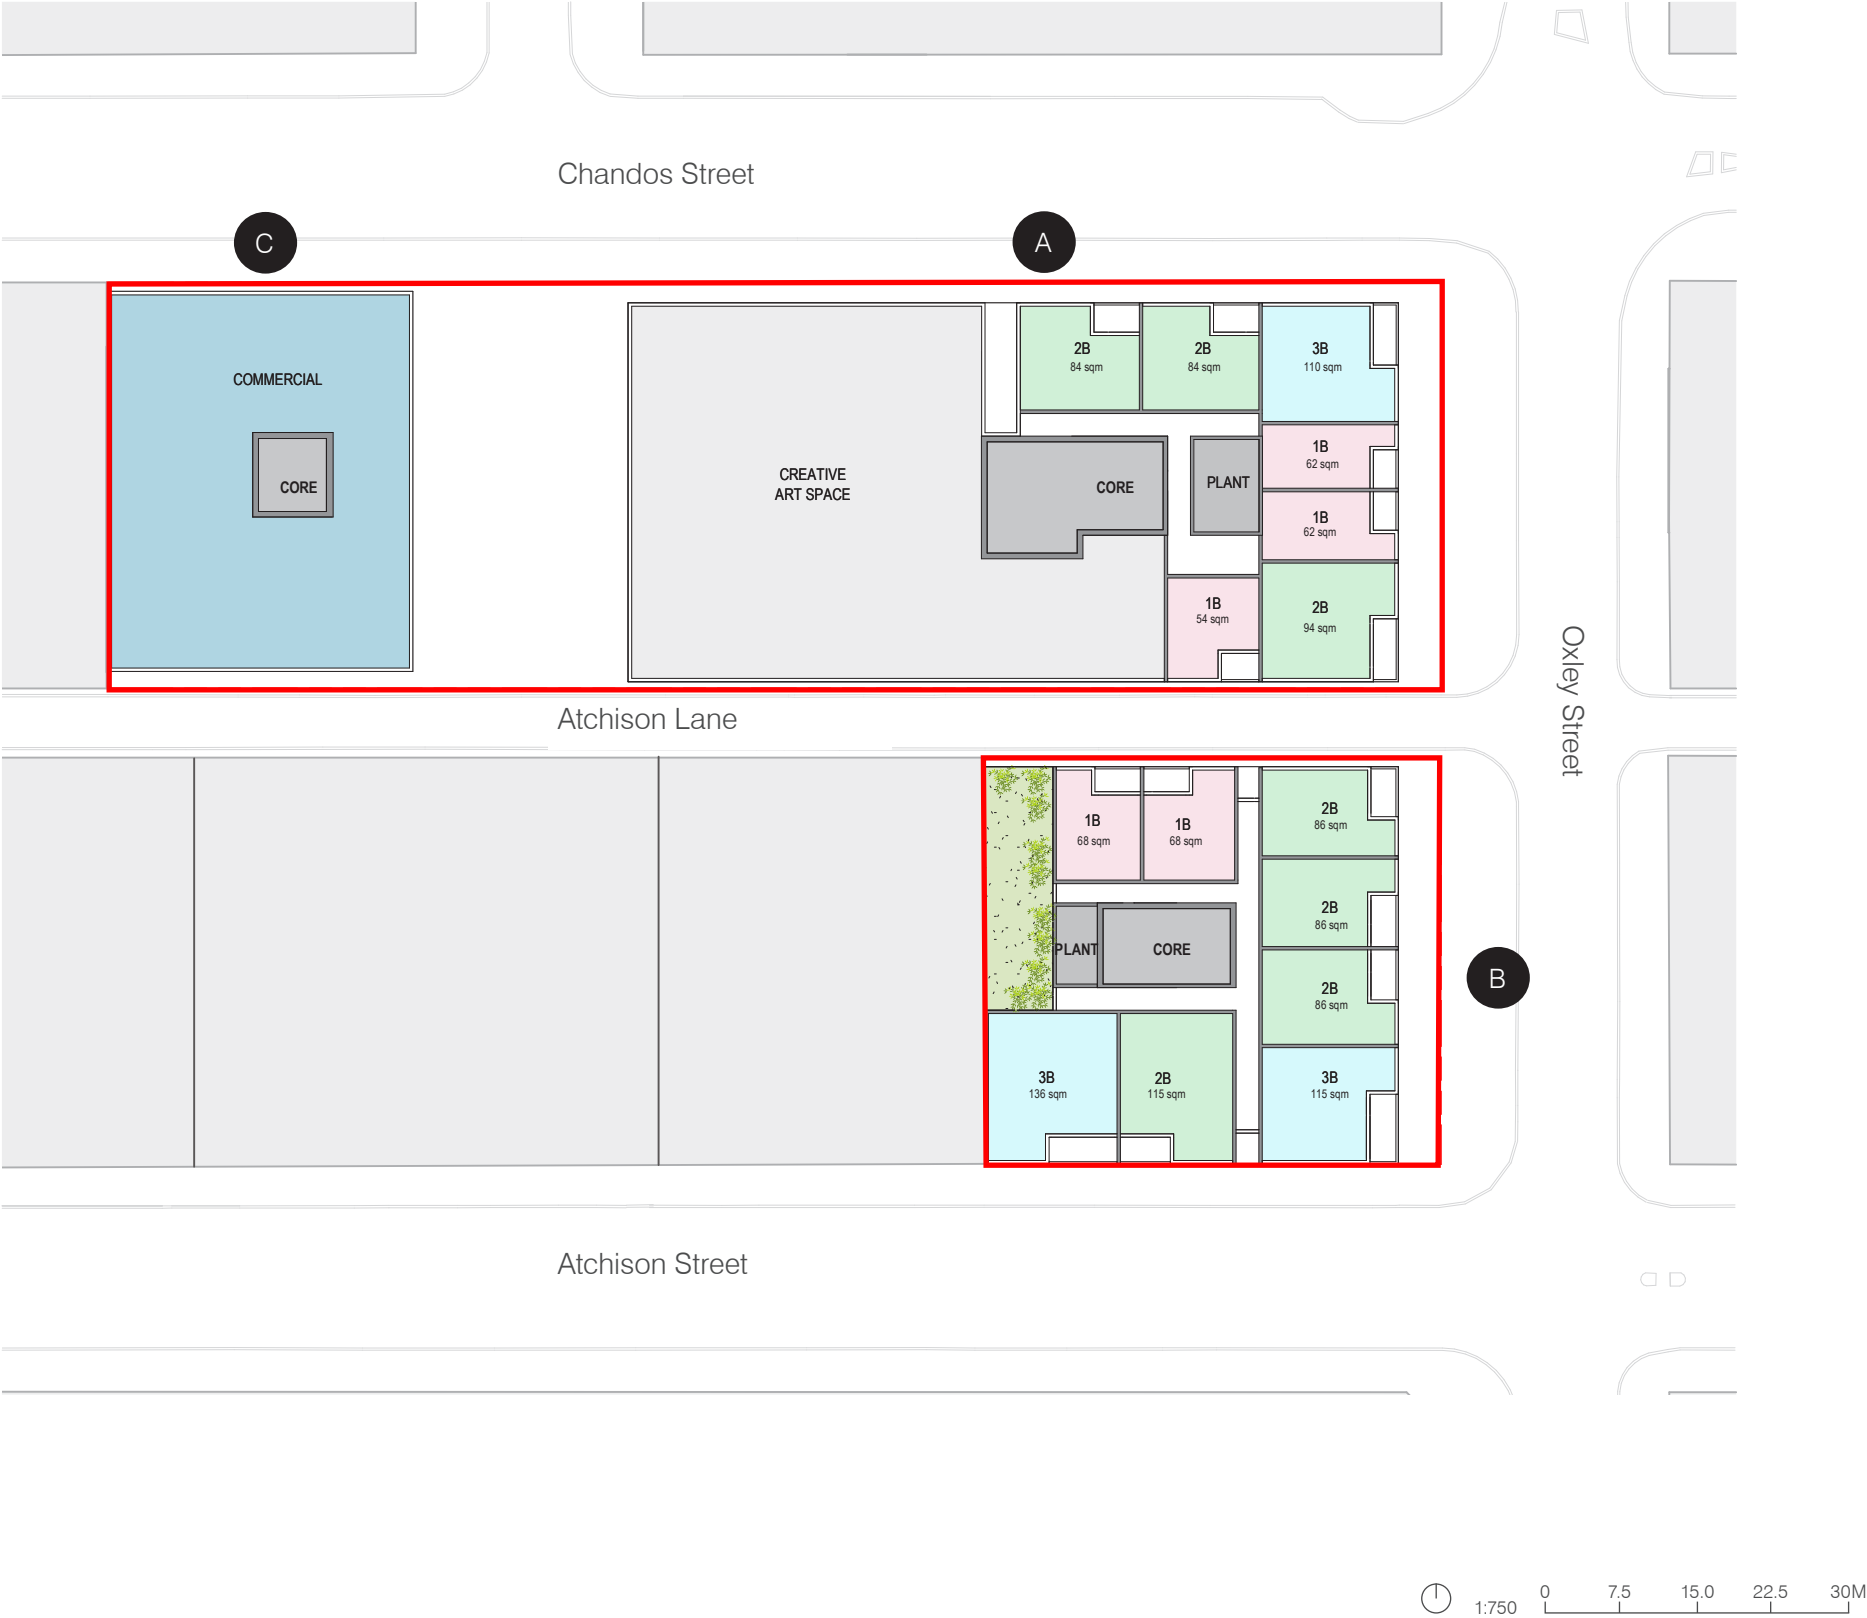 Chandos Street
C
A
COMMERCIAL
CORE
CREATIVE
ART SPACE
2B
84 sqm
2B
84 sqm
3B
110 sqm
1B
62 sqm
CORE
PLANT
1B
62 sqm
1B
54 sqm
2B
94 sqm
Oxley Street
Atchison Lane
1B
68 sqm
1B
68 sqm
2B
86 sqm
2B
86 sqm
PLANT
CORE
2B
86 sqm
B
3B
136 sqm
2B
115 sqm
3B
115 sqm
Atchison Street
1:750
0 7.5 15.0 22.5 30M